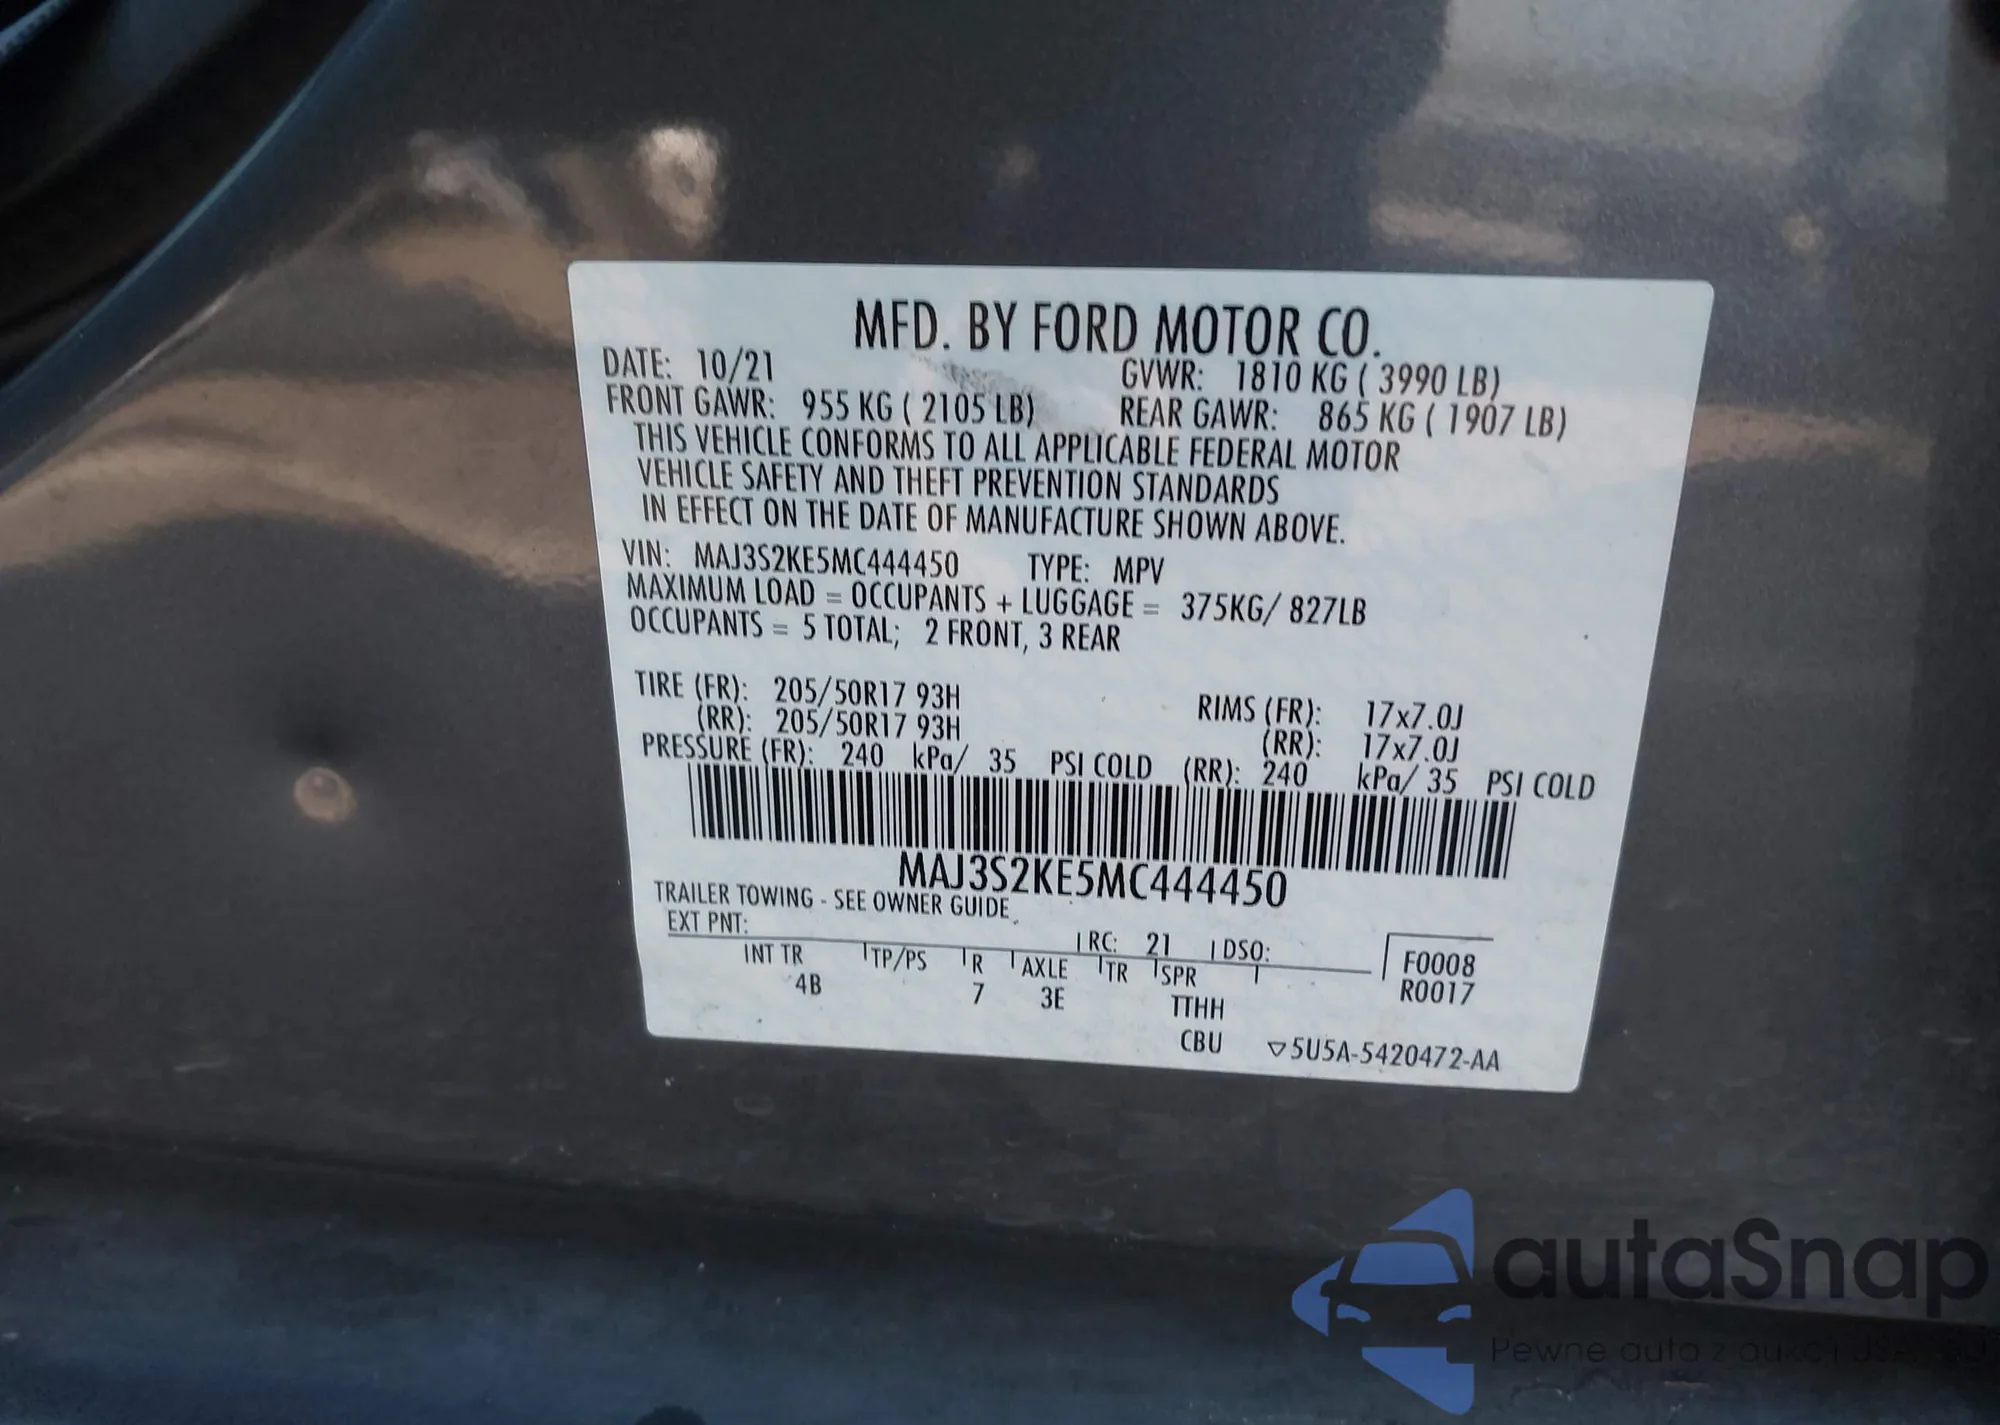 MFD. BY FORD MOTOR CO.
DATE: 10/21 GVWR: 1810 KG ( 3990 LB)
FRONT GAWR: 955 KG ( 2105 LB) REAR GAWR: 865 KG ( 1907 LB)
THIS VEHICLE CONFORMS TO ALL APPLICABLE FEDERAL MOTOR
VEHICLE SAFETY AND THEFT PREVENTION STANDARDS
IN EFFECT ON THE DATE OF MANUFACTURE SHOWN ABOVE.
VIN: MAJ3S2KE5MC444450 TYPE: MPV
MAXIMUM LOAD = OCCUPANTS + LUGGAGE = 375KG/ 827LB
OCCUPANTS = 5 TOTAL; 2 FRONT, 3 REAR
TIRE (FR): 205/50R17 93H RIMS (FR): 17x7.0J
(RR): 205/50R17 93H (RR): 17x7.0J
PRESSURE (FR): 240 kPa/ 35 PSI COLD (RR): 240 kPa/ 35 PSI COLD
MAJ3S2KE5MC444450
TRAILER TOWING - SEE OWNER GUIDE
EXT PNT: RC: 21 DSO: F0008
INT TR TP/PS R AXLE TR SPR R0017
4B 7 3E TTHH
CBU ▽5U5A-5420472-AA
autaSnap
Pewne auta z aukcji